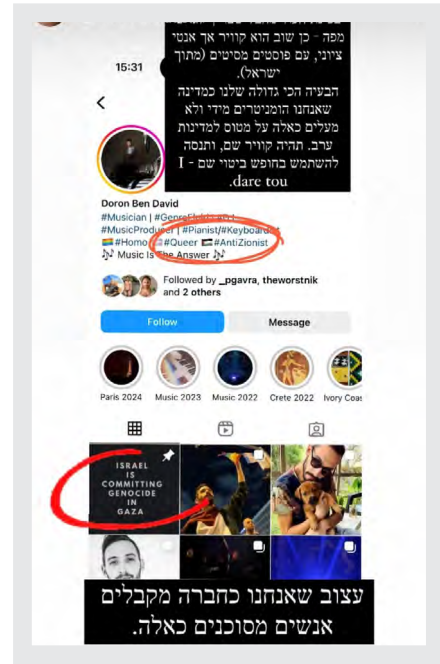 מפה - כן שוב הוא קוויר אך אנטי
ציוני, עם פוסטים מסיתים (מתוך
ישראל).
הבעיה הכי גדולה שלנו כמדינה
שאנחנו הומניטרים מידי ולא
מעלים כאלה על מטוס למדינות
ערב. תהיה קוויר שם, ותנסה
להשתמש בחופש ביטוי שם - I
dare tou.
15:31
Doron Ben David
#Musician |
#MusicProducer | #Pianist/#Keyboardist
#Homo #Queer #AntiZionist
Music Is The Answer
Followed by _pgavra, theworstnik
and 2 others
Follow
Message
Paris 2024
Music 2023
Music 2022
Crete 2022
Ivory Coas
ISRAEL
IS
COMMITTING
GENOCIDE
IN
GAZA
עצוב שאנחנו כחברה מקבלים
אנשים מסוכנים כאלה.